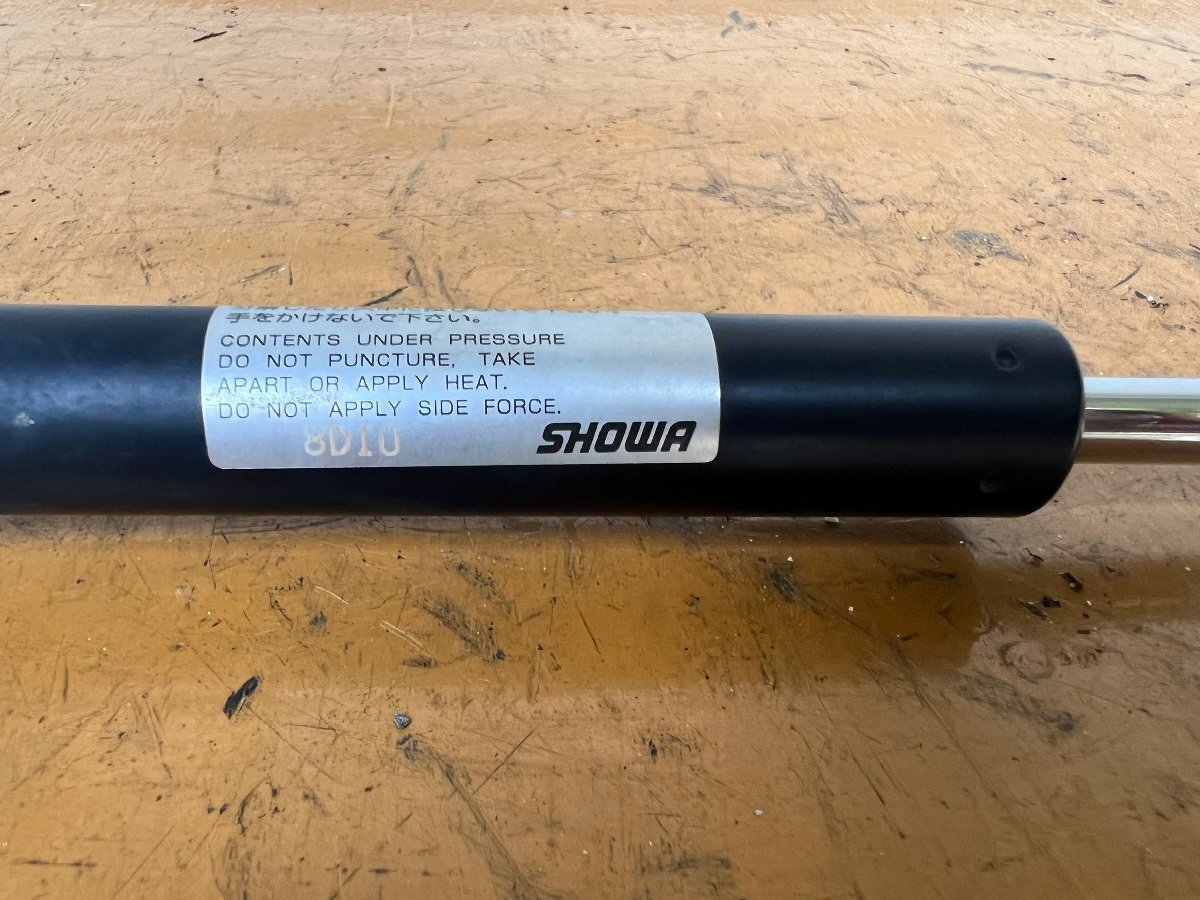 手をかけないで下さい。
CONTENTS UNDER PRESSURE
DO NOT PUNCTURE, TAKE
APART OR APPLY HEAT.
DO NOT APPLY SIDE FORCE.
8D1U
SHOWA